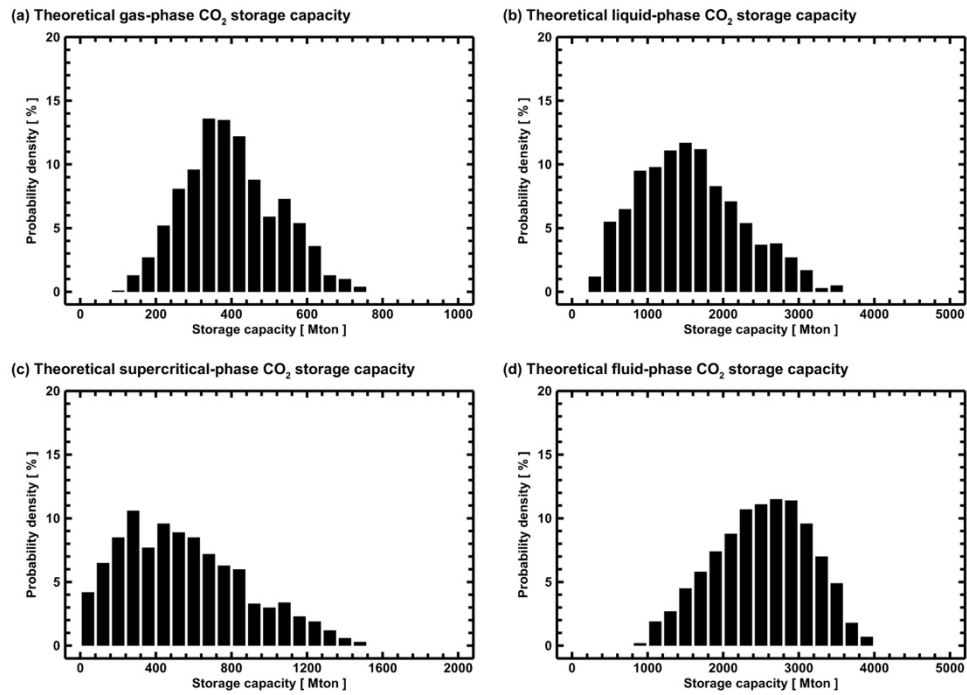 (a) Theoretical gas-phase CO₂ storage capacity
20
15
10
5
0
Probability density [ % ]
0 200 400 600 800 1000
Storage capacity [ Mton ]
(b) Theoretical liquid-phase CO₂ storage capacity
20
15
10
5
0
Probability density [ % ]
0 1000 2000 3000 4000 5000
Storage capacity [ Mton ]
(c) Theoretical supercritical-phase CO₂ storage capacity
20
15
10
5
0
Probability density [ % ]
0 400 800 1200 1600 2000
Storage capacity [ Mton ]
(d) Theoretical fluid-phase CO₂ storage capacity
20
15
10
5
0
Probability density [ % ]
0 1000 2000 3000 4000 5000
Storage capacity [ Mton ]